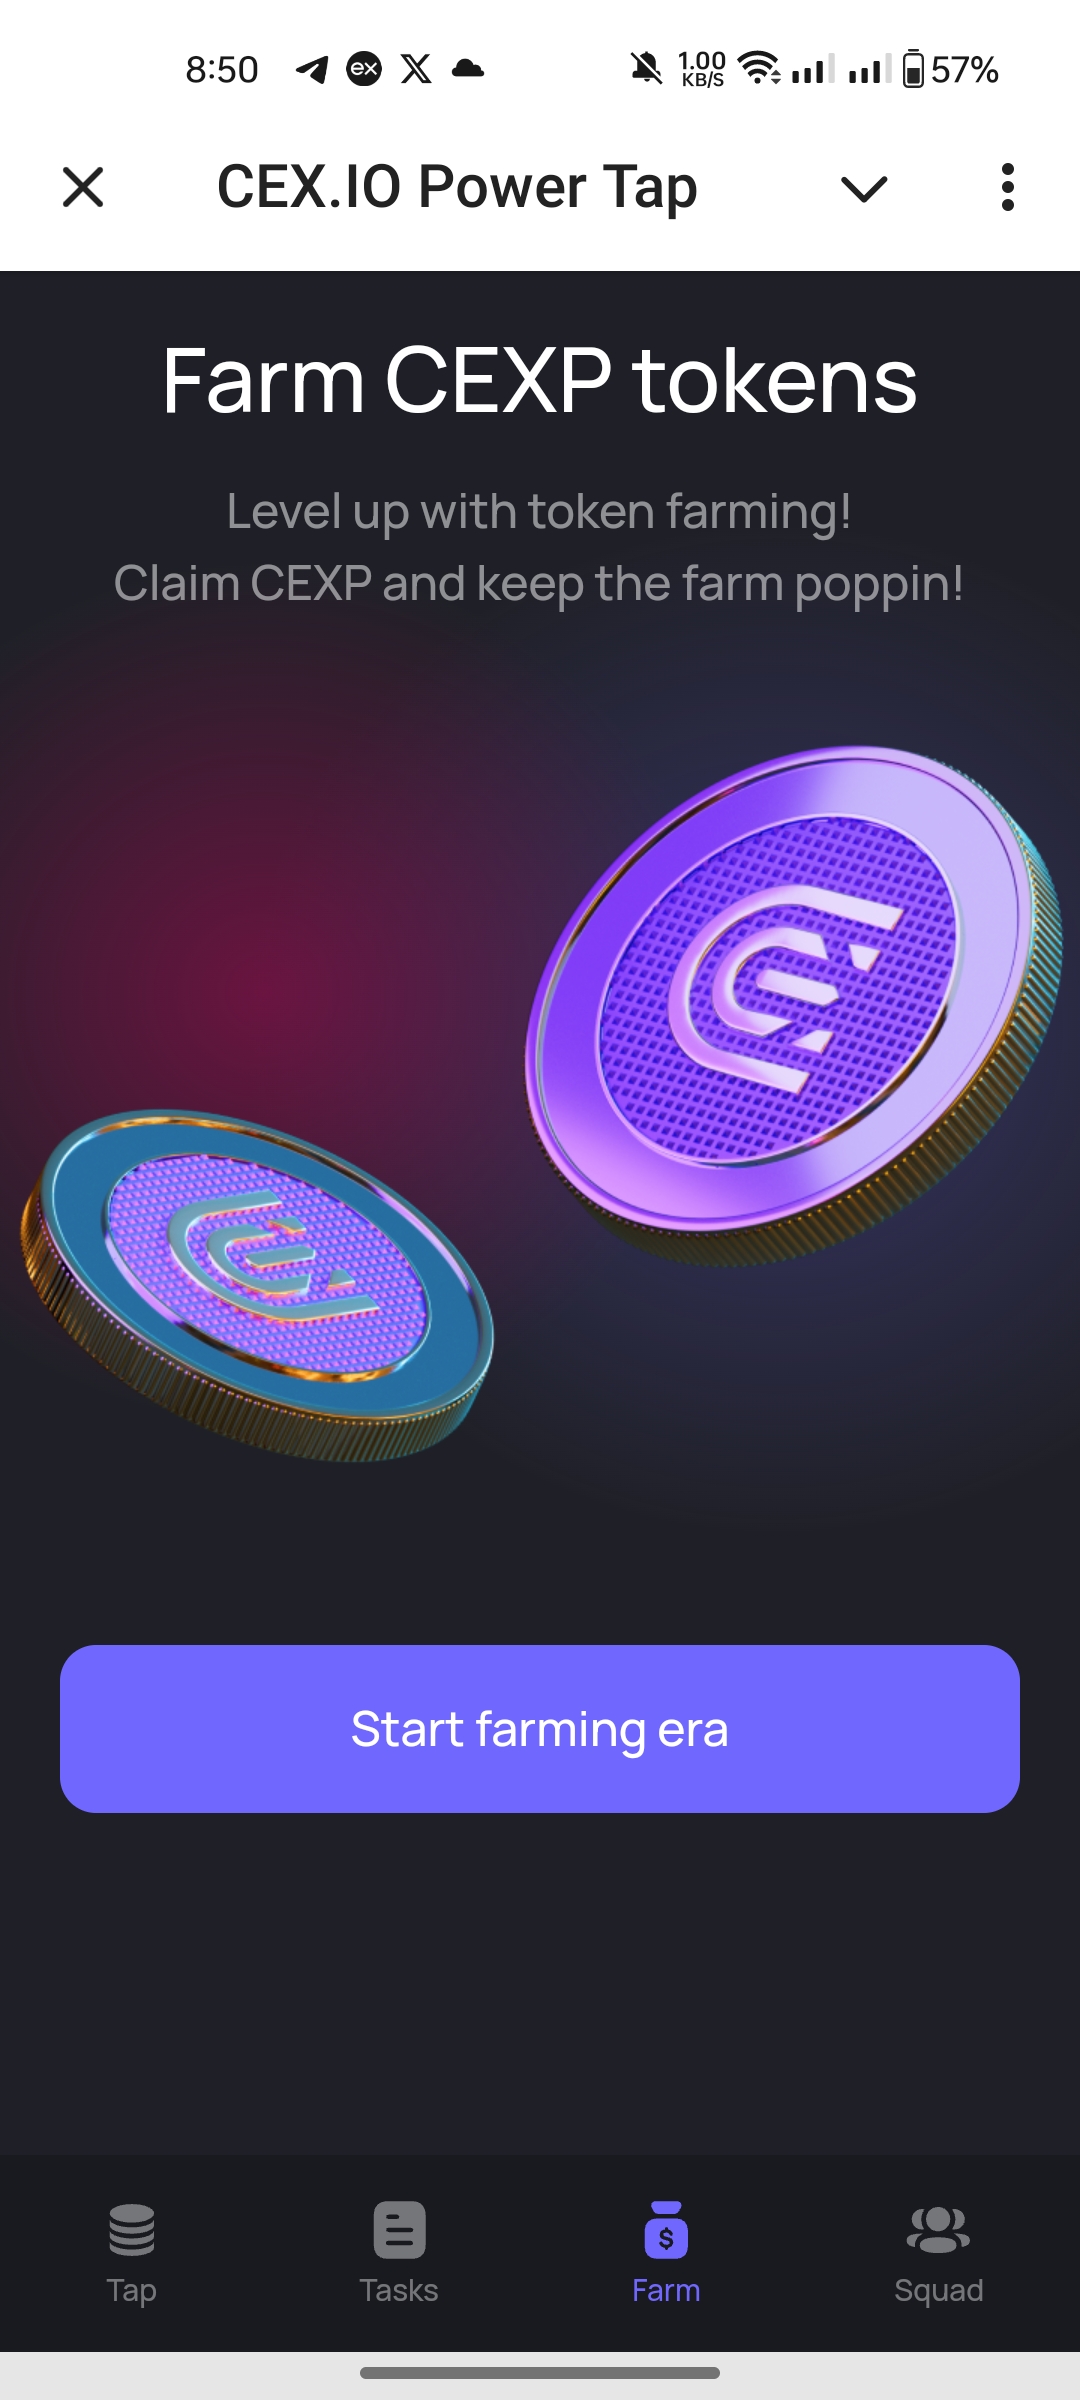 8:50
ex
1.00
KB/S
57%
CEX.IO Power Tap
Farm CEXP tokens
Level up with token farming!
Claim CEXP and keep the farm poppin!
Start farming era
$
Tap
Tasks
Farm
Squad